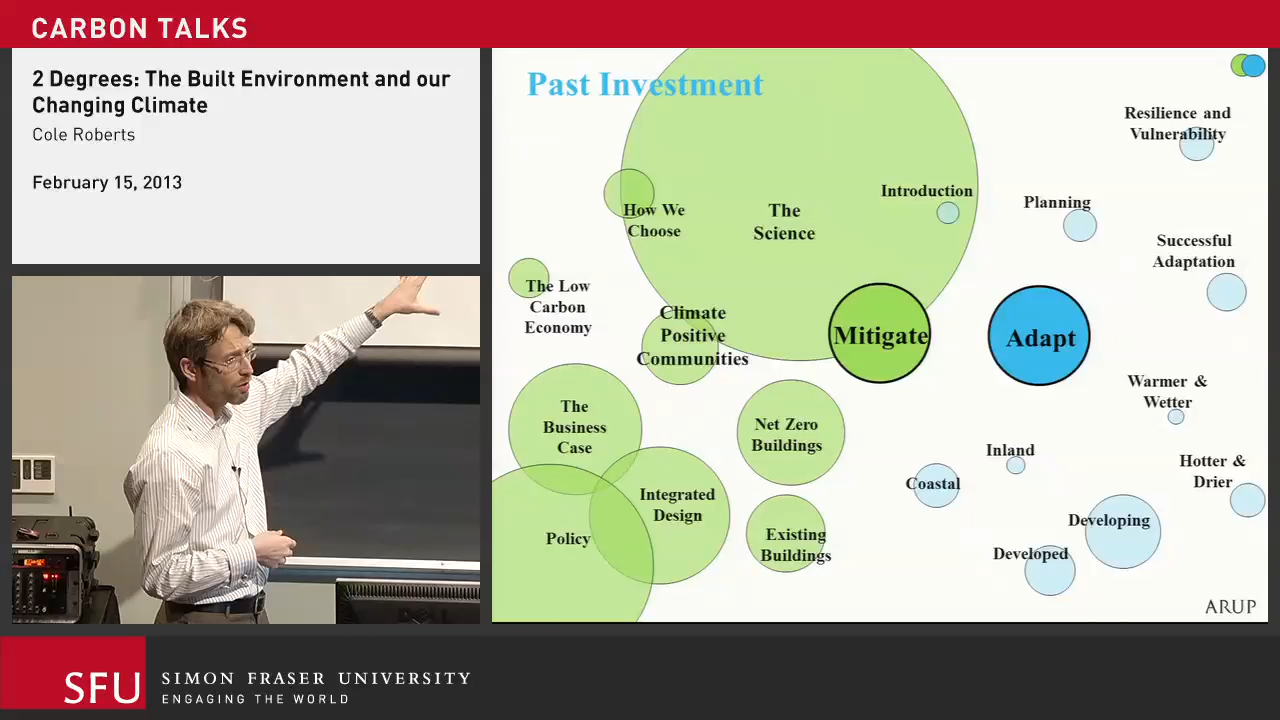 CARBON TALKS
2 Degrees: The Built Environment and our
Changing Climate
Cole Roberts
February 15, 2013
Past Investment
Resilience and
Vulnerability
Introduction
Planning
How We
Choose
The
Science
Successful
Adaptation
The Low
Carbon
Economy
Climate
Positive
Communities
Mitigate
Adapt
Warmer &
Wetter
The
Business
Case
Net Zero
Buildings
Inland
Coastal
Hotter &
Drier
Integrated
Design
Policy
Existing
Buildings
Developing
Developed
ARUP
DELL
SFU
SIMON FRASER UNIVERSITY
ENGAGING THE WORLD